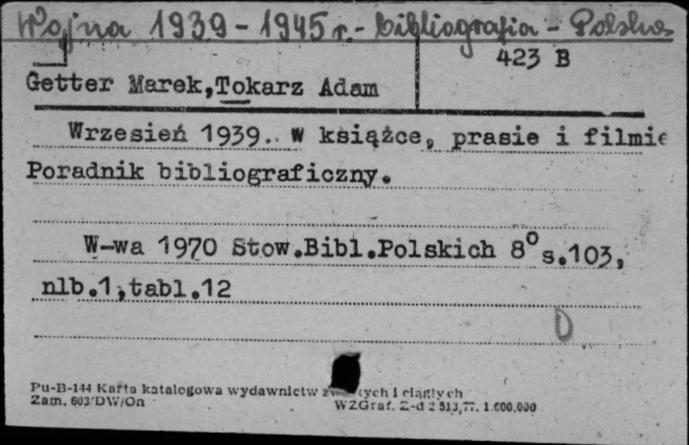 Wojna 1939-1945 r. - bibliografia - Polska
423 B
Getter Marek,Tokarz Adam
Wrzesień 1939. w książce, prasie i filmie
Poradnik bibliograficzny.
W-wa 1970 Stow.Bibl.Polskich 8° s.103,
nlb.1,tabl.12
D
Pu-B-144 Karta katalogowa wydawnictw i ciągłych
Zam. 603/DW/On WZGraf. Z-d 2 513,77. 1.000.000